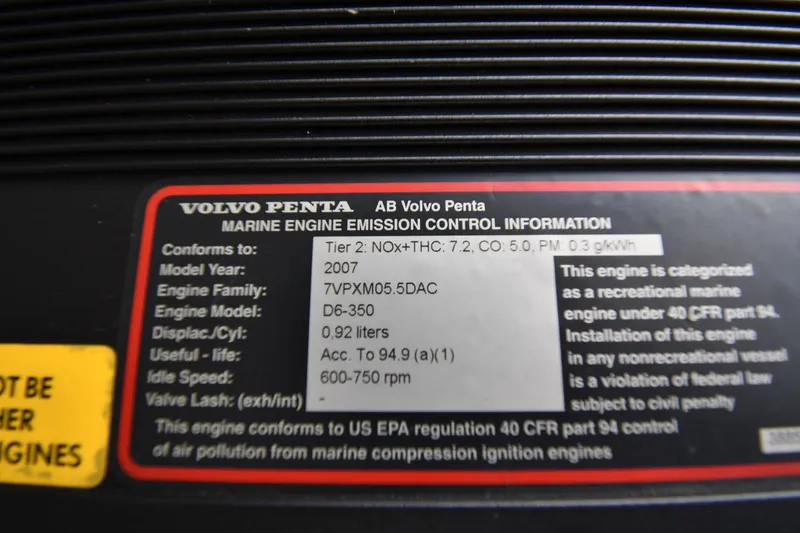 VOLVO PENTA AB Volvo Penta
MARINE ENGINE EMISSION CONTROL INFORMATION
Conforms to: Tier 2: NOx+THC: 7.2, CO: 5.0, PM: 0.3 g/kWh
Model Year: 2007
Engine Family: 7VPXM05.5DAC
Engine Model: D6-350
Displac./Cyl: 0,92 liters
Useful - life: Acc. To 94.9 (a)(1)
Idle Speed: 600-750 rpm
Valve Lash: (exh/int) -
This engine is categorized
as a recreational marine
engine under 40 CFR part 94.
Installation of this engine
in any nonrecreational vessel
is a violation of federal law
subject to civil penalty
This engine conforms to US EPA regulation 40 CFR part 94 control
of air pollution from marine compression ignition engines
OT BE
HER
GINES